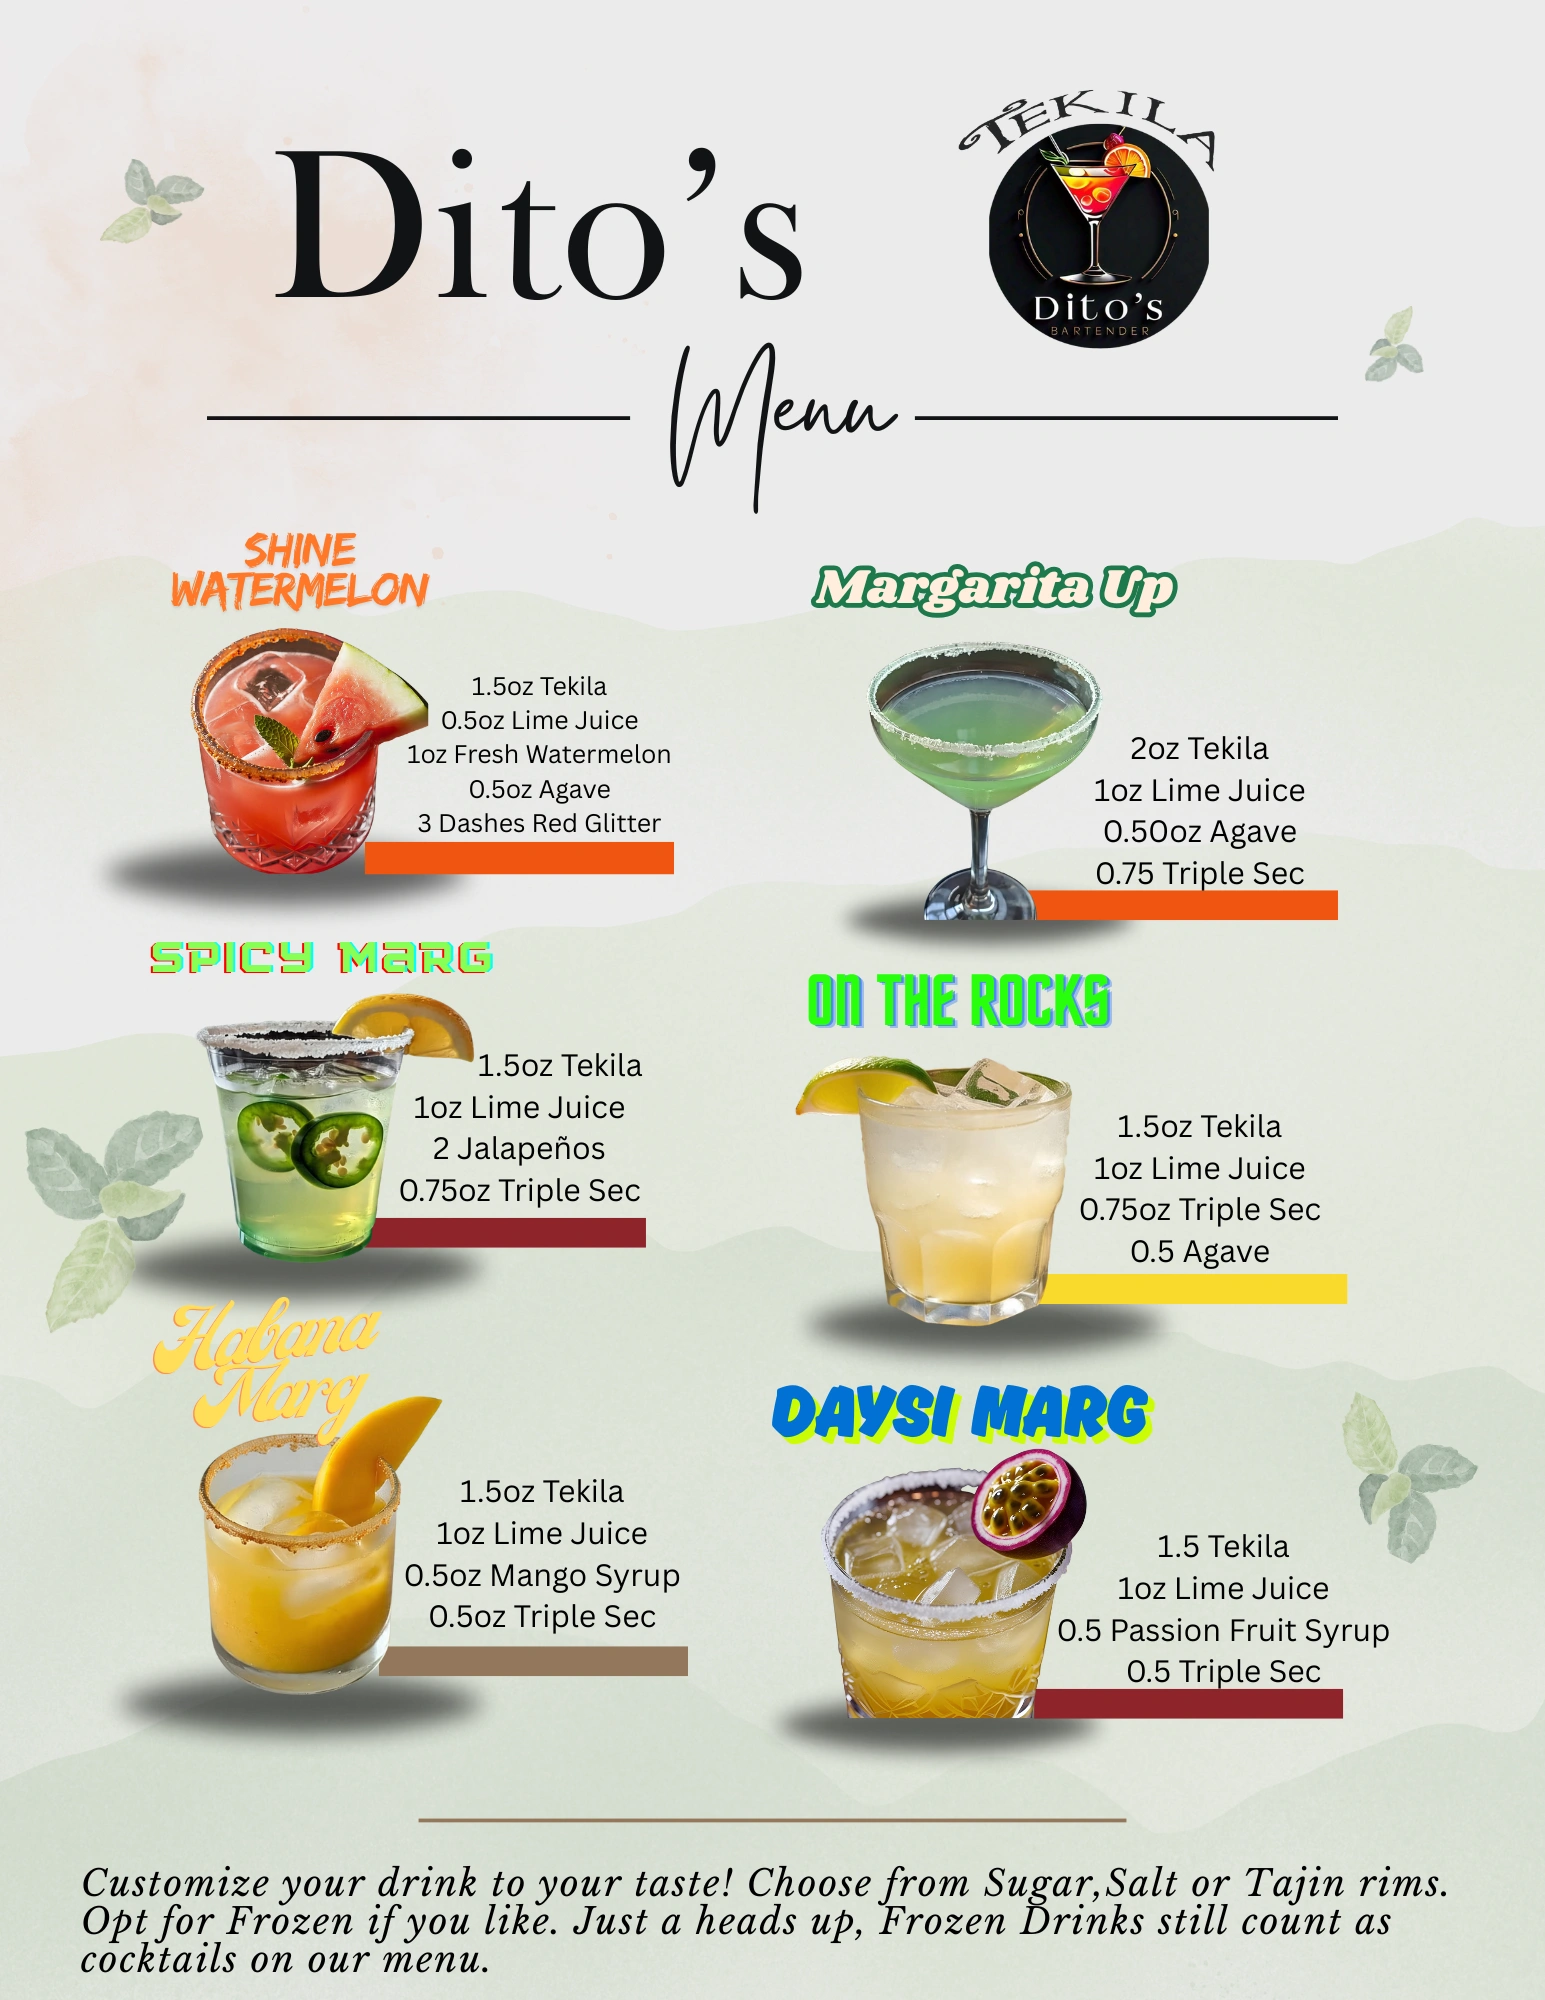 Dito's
TEKILA
Dito's
BARTENDER
Menu
SHINE
WATERMELON
1.5oz Tekila
0.5oz Lime Juice
1oz Fresh Watermelon
0.5oz Agave
3 Dashes Red Glitter
Margarita Up
2oz Tekila
1oz Lime Juice
0.50oz Agave
0.75 Triple Sec
SPICY MARG
1.5oz Tekila
1oz Lime Juice
2 Jalapeños
0.75oz Triple Sec
ON THE ROCKS
1.5oz Tekila
1oz Lime Juice
0.75oz Triple Sec
0.5 Agave
Habana
Marg
1.5oz Tekila
1oz Lime Juice
0.5oz Mango Syrup
0.5oz Triple Sec
DAYSI MARG
1.5 Tekila
1oz Lime Juice
0.5 Passion Fruit Syrup
0.5 Triple Sec
Customize your drink to your taste! Choose from Sugar,Salt or Tajin rims.
Opt for Frozen if you like. Just a heads up, Frozen Drinks still count as
cocktails on our menu.